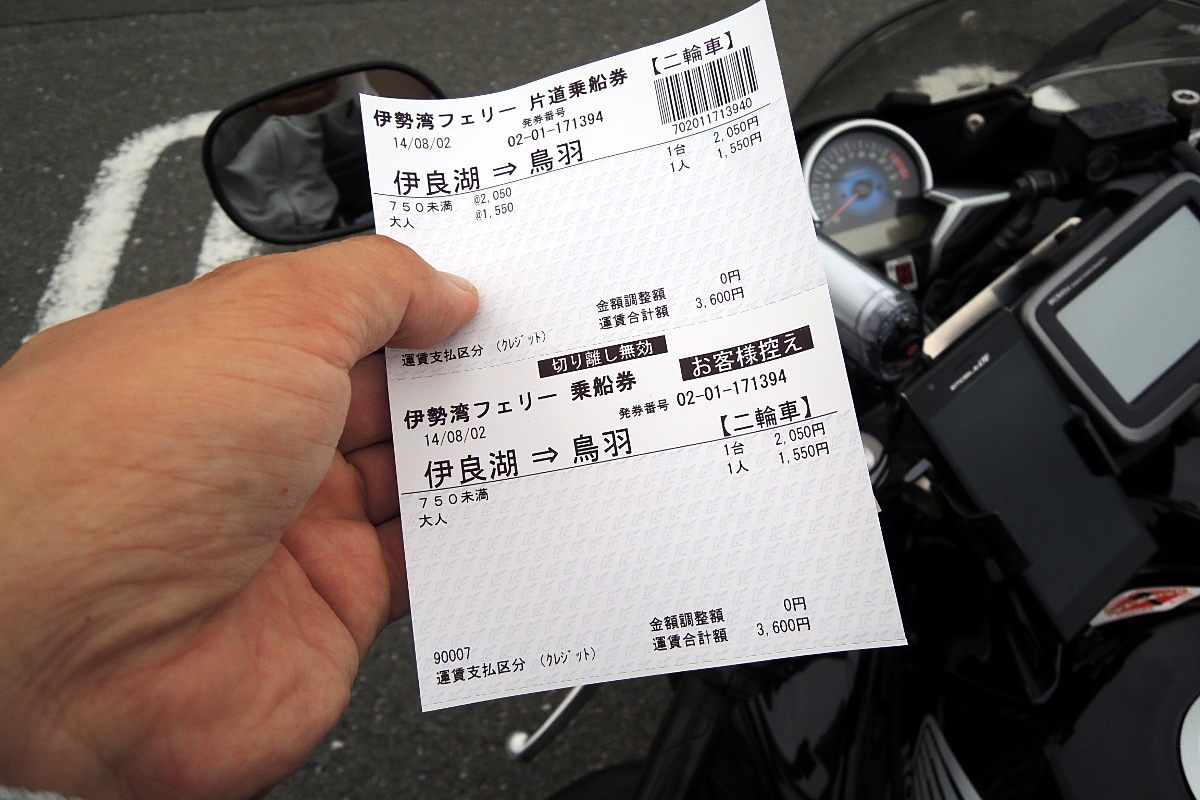 【二輪車】
伊勢湾フェリー 片道乗船券
発券番号
14/08/02 02-01-171394
702011713940
伊良湖 ⇒ 鳥羽
750未満 @2,050 1台 2,050円
大人 @1,550 1人 1,550円
金額調整額 0円
運賃合計額 3,600円
運賃支払区分 (クレジット)
切り離し無効 お客様控え
伊勢湾フェリー 乗船券
14/08/02 発券番号 02-01-171394
【二輪車】
伊良湖 ⇒ 鳥羽
750未満 1台 2,050円
大人 1人 1,550円
金額調整額 0円
運賃合計額 3,600円
90007
運賃支払区分 (クレジット)